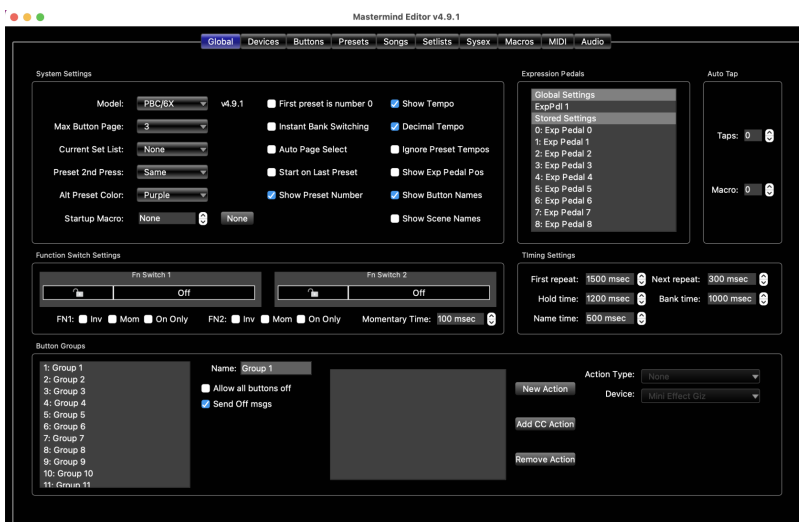 Mastermind Editor v4.9.1
Global Devices Buttons Presets Songs Setlists Sysex Macros MIDI Audio
System Settings
Model: PBC/6X v4.9.1
Max Button Page: 3
Current Set List: None
Preset 2nd Press: Same
Alt Preset Color: Purple
Startup Macro: None None
First preset is number 0
Instant Bank Switching
Auto Page Select
Start on Last Preset
Show Preset Number
Show Tempo
Decimal Tempo
Ignore Preset Tempos
Show Exp Pedal Pos
Show Button Names
Show Scene Names
Expression Pedals
Global Settings
ExpPdl 1
Stored Settings
0: Exp Pedal 0
1: Exp Pedal 1
2: Exp Pedal 2
3: Exp Pedal 3
4: Exp Pedal 4
5: Exp Pedal 5
6: Exp Pedal 6
7: Exp Pedal 7
8: Exp Pedal 8
Auto Tap
Taps: 0
Macro: 0
Function Switch Settings
Fn Switch 1
Off
Fn Switch 2
Off
FN1: Inv Mom On Only FN2: Inv Mom On Only Momentary Time: 100 msec
TIming Settings
First repeat: 1500 msec Next repeat: 300 msec
Hold time: 1200 msec Bank time: 1000 msec
Name time: 500 msec
Button Groups
1: Group 1
2: Group 2
3: Group 3
4: Group 4
5: Group 5
6: Group 6
7: Group 7
8: Group 8
9: Group 9
10: Group 10
11: Group 11
Name: Group 1
Allow all buttons off
Send Off msgs
New Action
Add CC Action
Remove Action
Action Type: None
Device: Mini Effect Giz